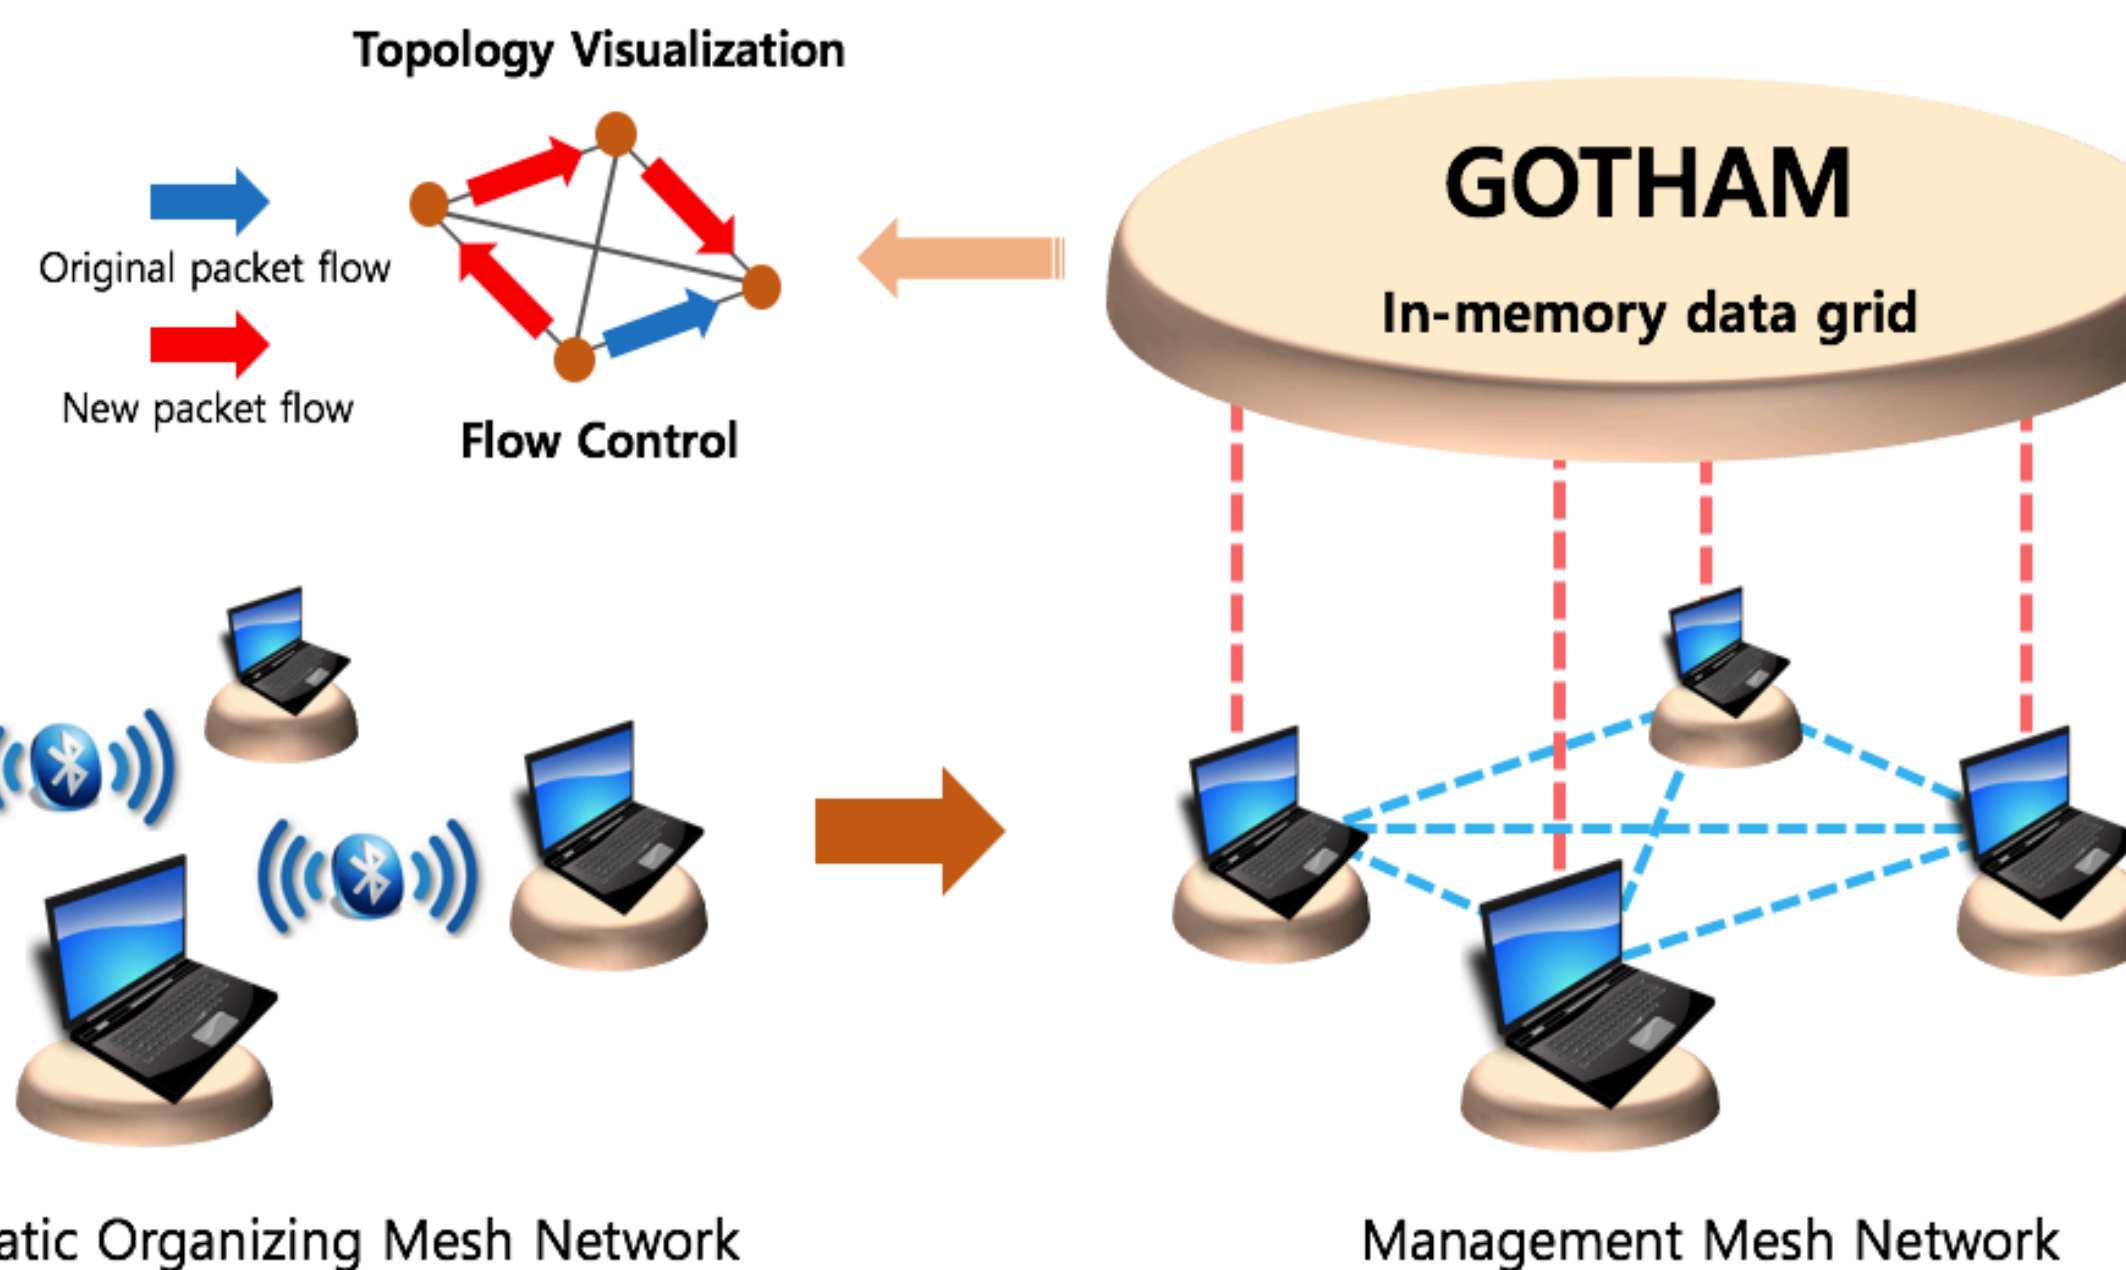 Topology Visualization
Original packet flow
New packet flow
Flow Control
GOTHAM
In-memory data grid
Organizing Mesh Network
Management Mesh Network